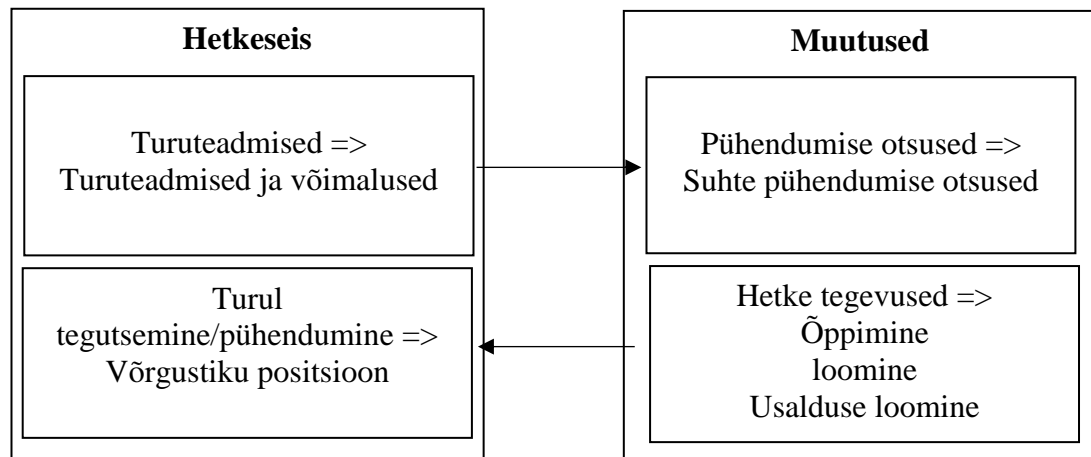 Hetkeseis
Turuteadmised =>
Turuteadmised ja võimalused
Turul
tegutsemine/pühendumine =>
Võrgustiku positsioon
Muutused
Pühendumise otsused =>
Suhte pühendumise otsused
Hetke tegevused =>
Õppimine
loomine
Usalduse loomine